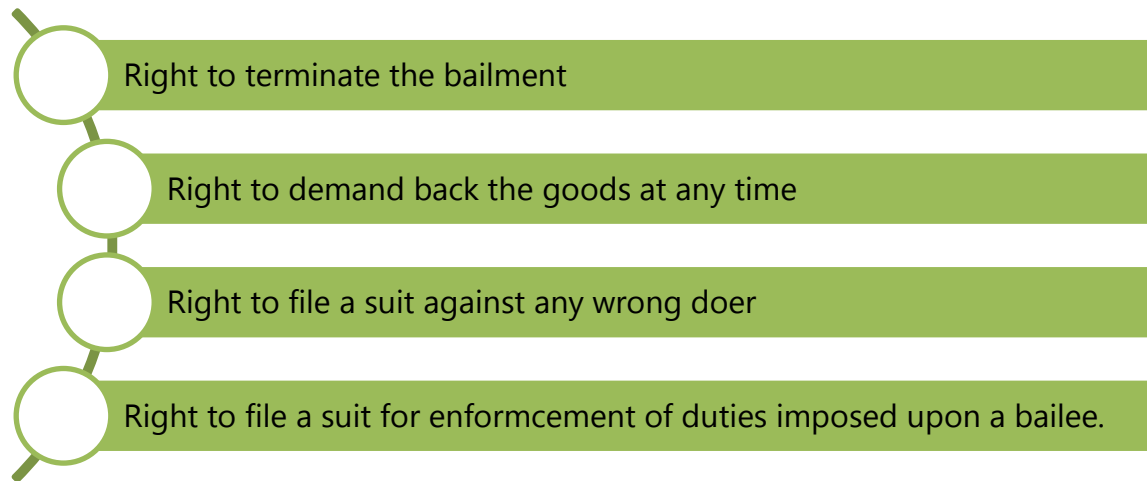 Right to terminate the bailment
Right to demand back the goods at any time
Right to file a suit against any wrong doer
Right to file a suit for enformcement of duties imposed upon a bailee.